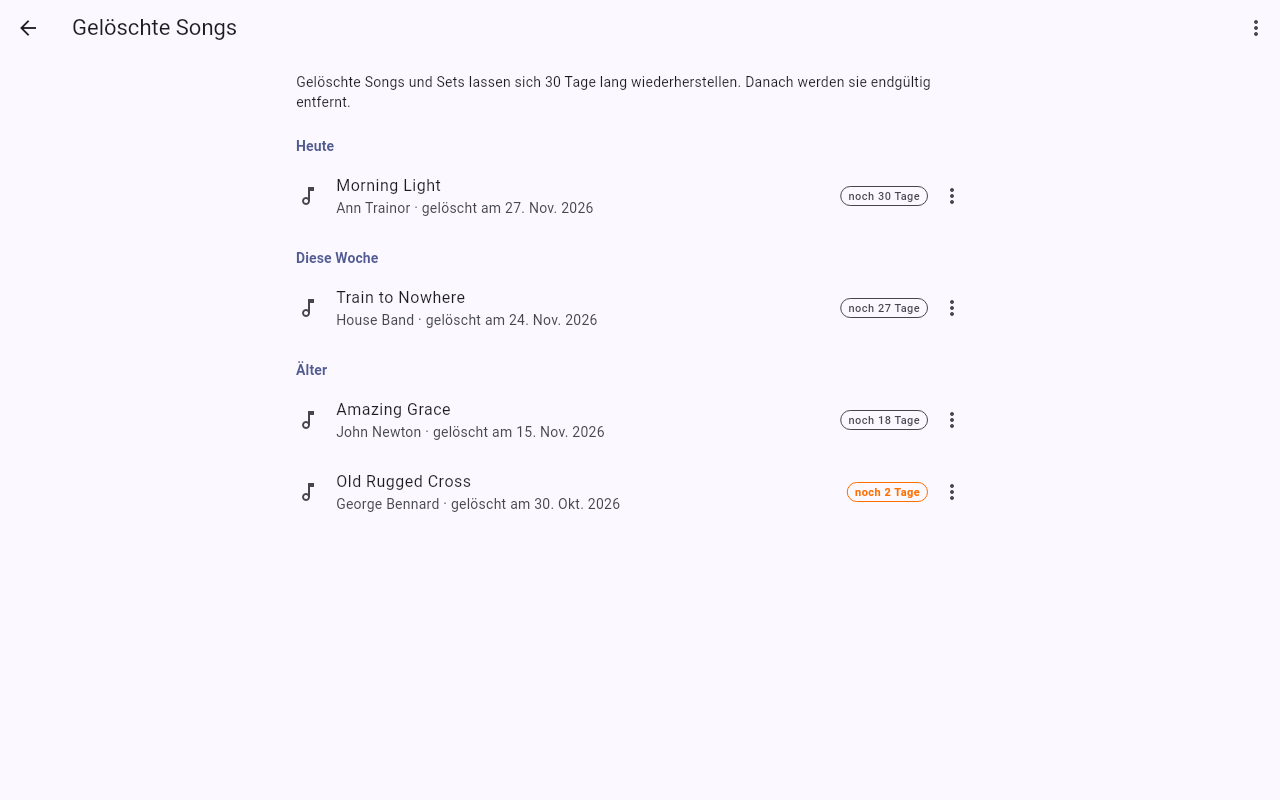 Gelöschte Songs
Gelöschte Songs und Sets lassen sich 30 Tage lang wiederherstellen. Danach werden sie endgültig
entfernt.
Heute
Morning Light
noch 30 Tage
Ann Trainor · gelöscht am 27. Nov. 2026
Diese Woche
Train to Nowhere
noch 27 Tage
House Band · gelöscht am 24. Nov. 2026
Älter
Amazing Grace
noch 18 Tage
John Newton · gelöscht am 15. Nov. 2026
Old Rugged Cross
noch 2 Tage
George Bennard · gelöscht am 30. Okt. 2026